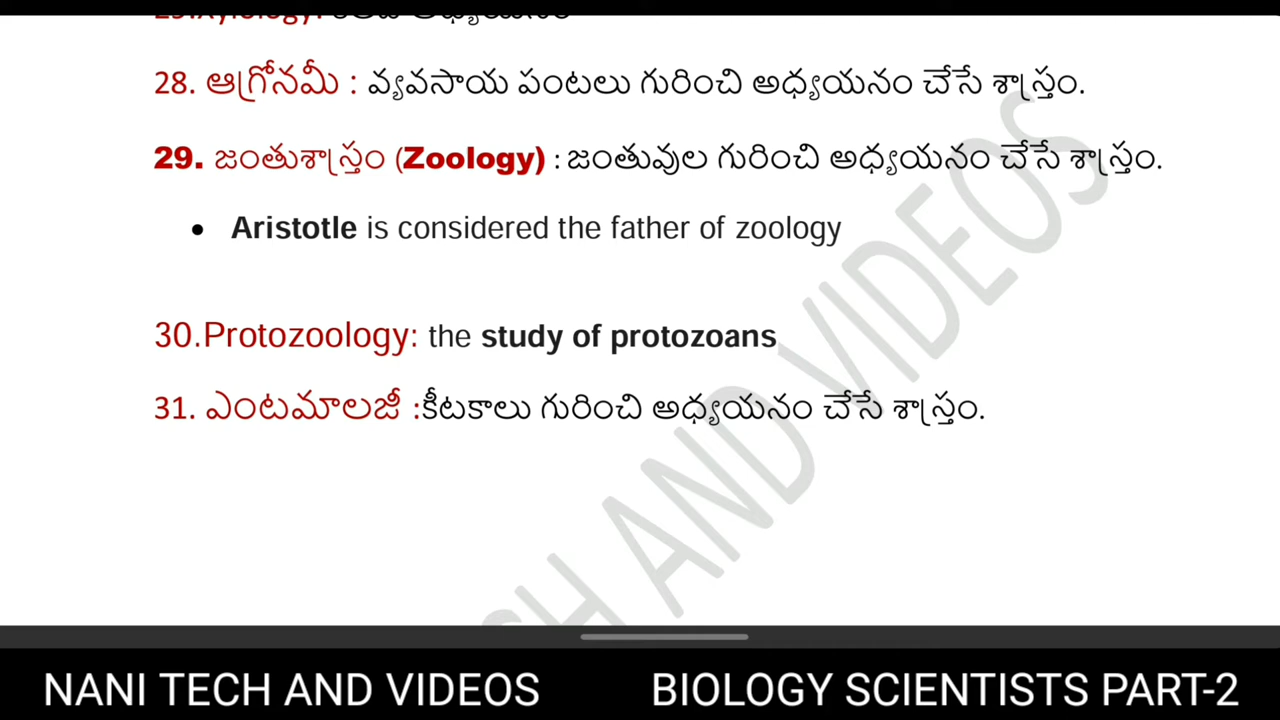 28. ఆగ్రోనమీ : వ్యవసాయ పంటలు గురించి అధ్యయనం చేసే శాస్త్రం.
29. జంతుశాస్త్రం (Zoology) : జంతువుల గురించి అధ్యయనం చేసే శాస్త్రం.
• Aristotle is considered the father of zoology
30.Protozoology: the study of protozoans
31. ఎంటమాలజీ :కీటకాలు గురించి అధ్యయనం చేసే శాస్త్రం.
H AND VIDEOS
NANI TECH AND VIDEOS BIOLOGY SCIENTISTS PART-2